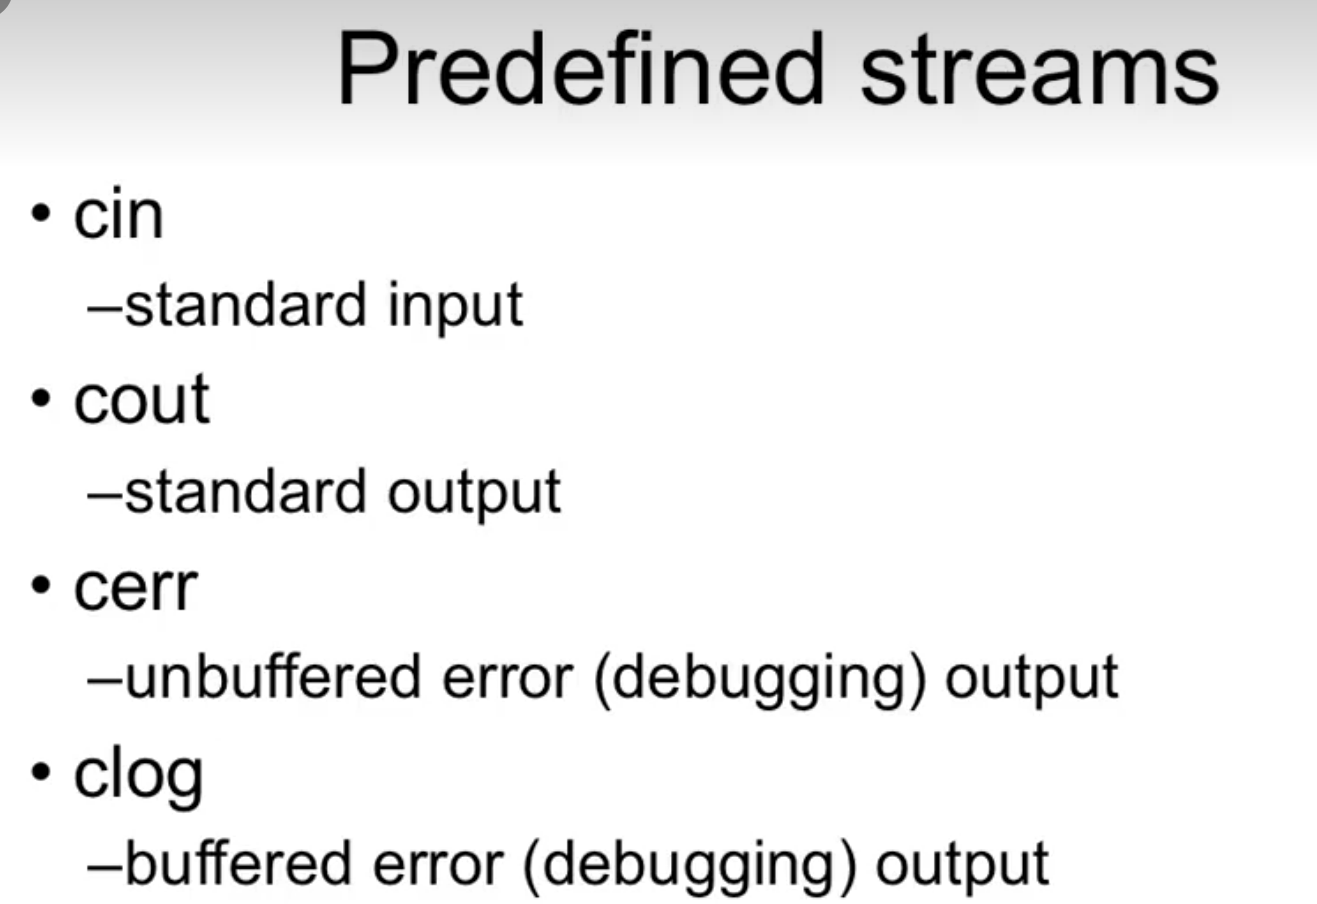 Predefined streams
• cin
–standard input
• cout
–standard output
• cerr
–unbuffered error (debugging) output
• clog
–buffered error (debugging) output